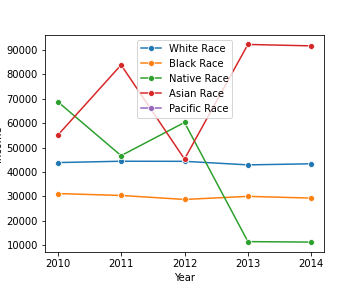 White Race
Black Race
Native Race
Asian Race
Pacific Race
90000
80000
70000
60000
50000
40000
30000
20000
10000
2010 2011 2012 2013 2014
Year